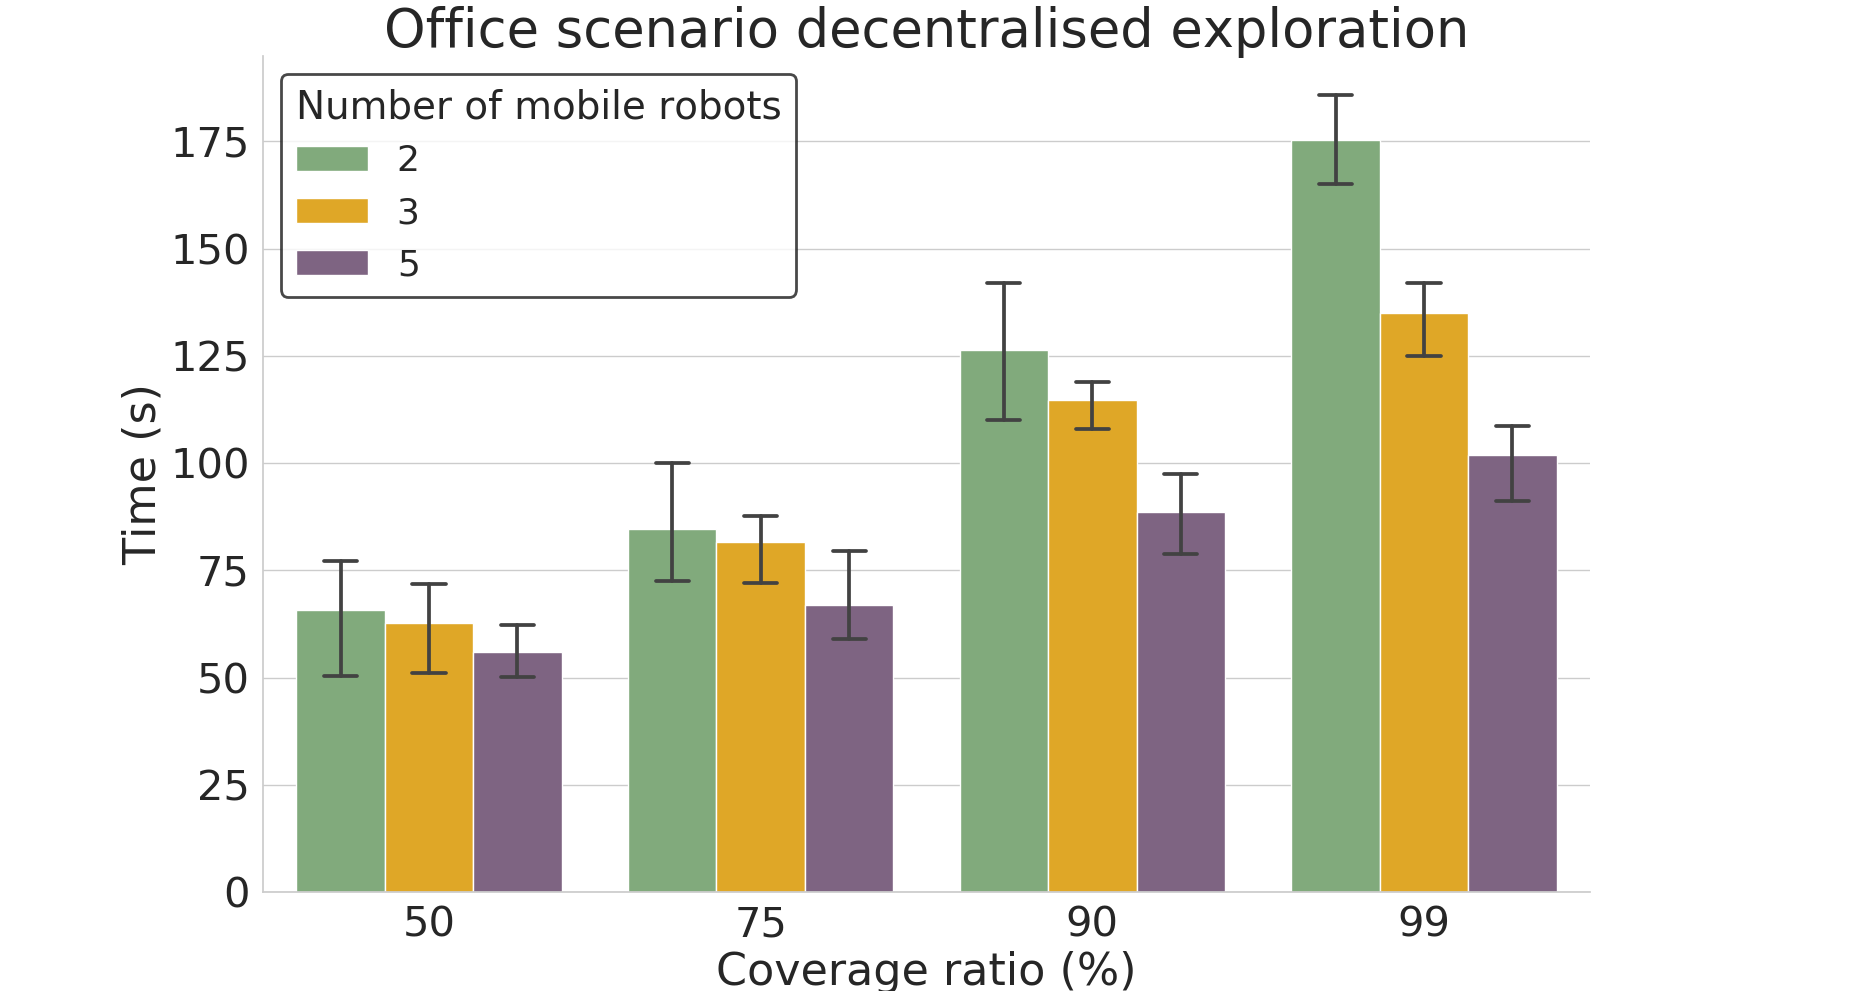 Office scenario decentralised exploration
Number of mobile robots
2
3
5
175
150
125
100
75
50
25
0
Time (s)
50 75 90 99
Coverage ratio (%)